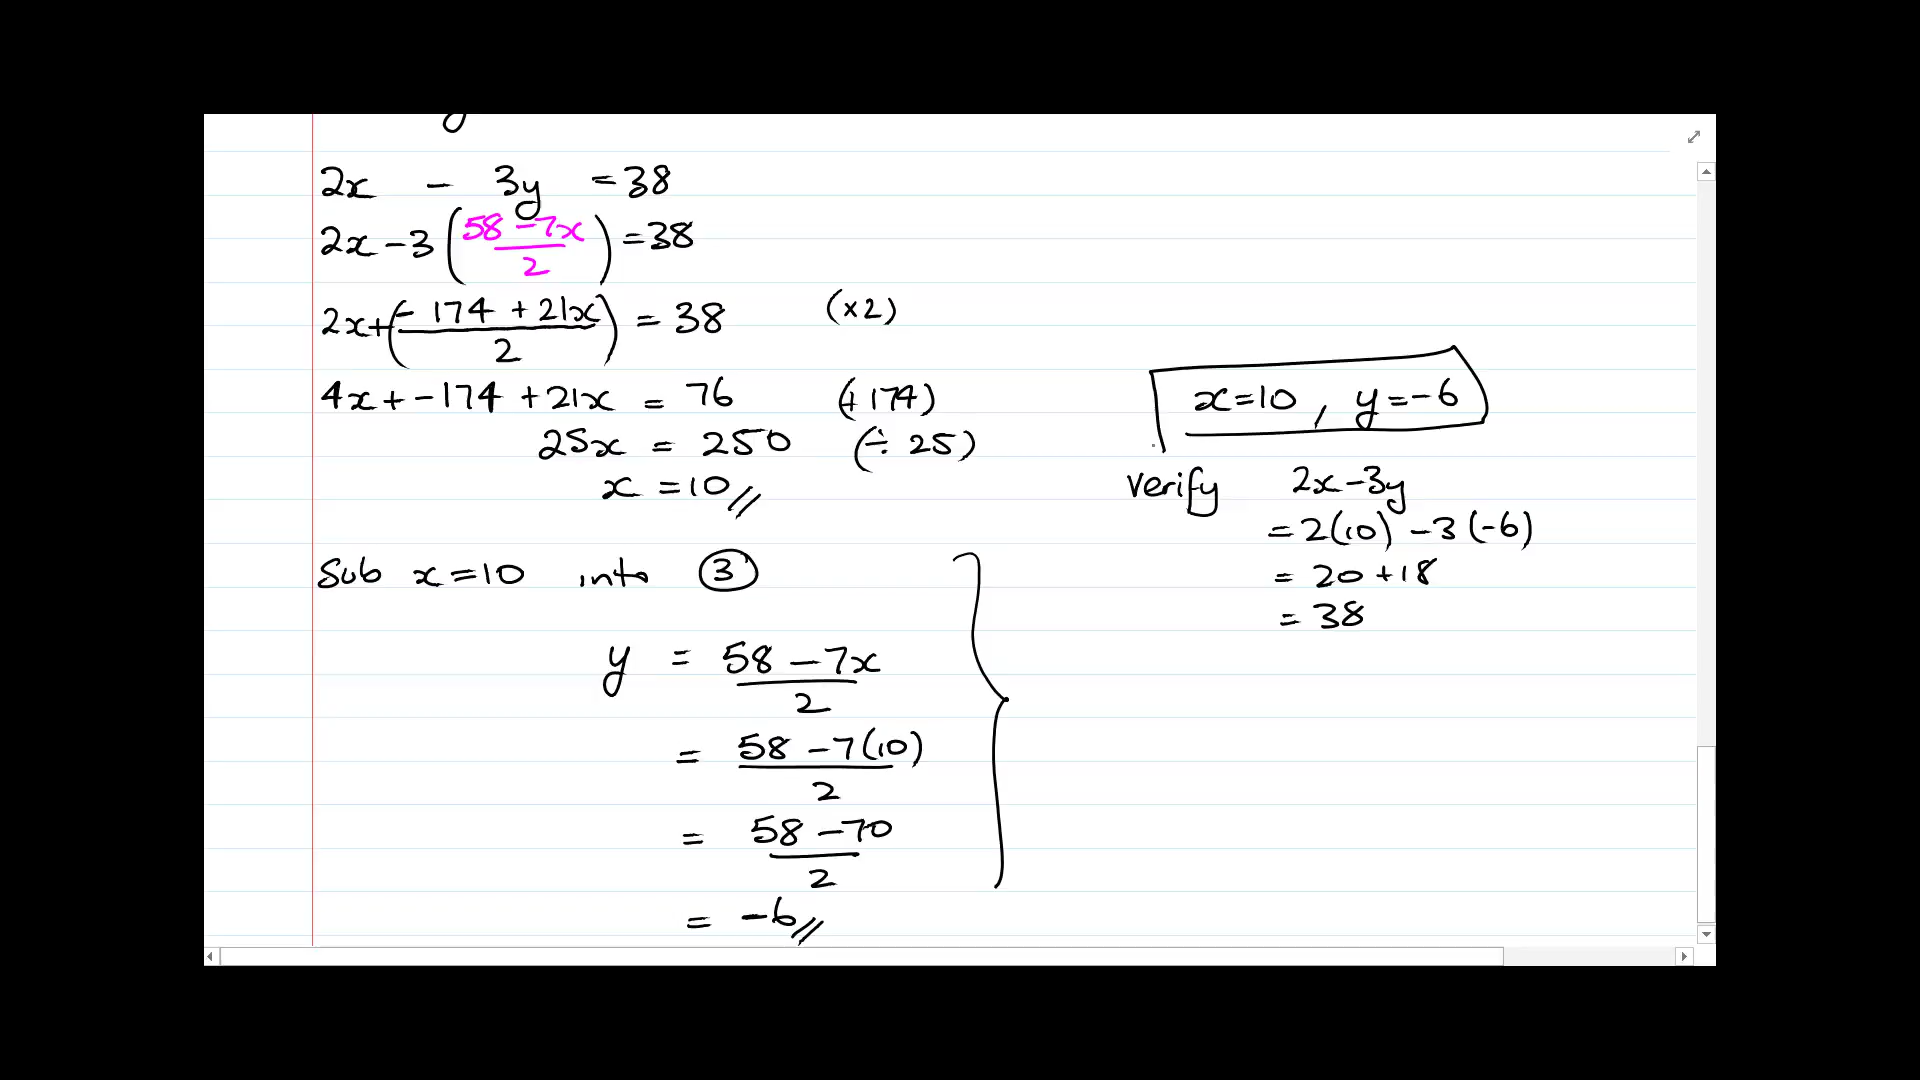 2x - 3y = 38
2x - 3 (58 - 7x / 2) = 38
2x + (- 174 + 21x / 2) = 38 (×2)
4x + - 174 + 21x = 76 (+ 174)
25x = 250 (÷ 25)
x = 10 //
Sub x = 10 into ③
y = 58 - 7x / 2
= 58 - 7(10) / 2
= 58 - 70 / 2
= -6 //
x = 10 , y = -6
Verify 2x - 3y
= 2(10) - 3(-6)
= 20 + 18
= 38